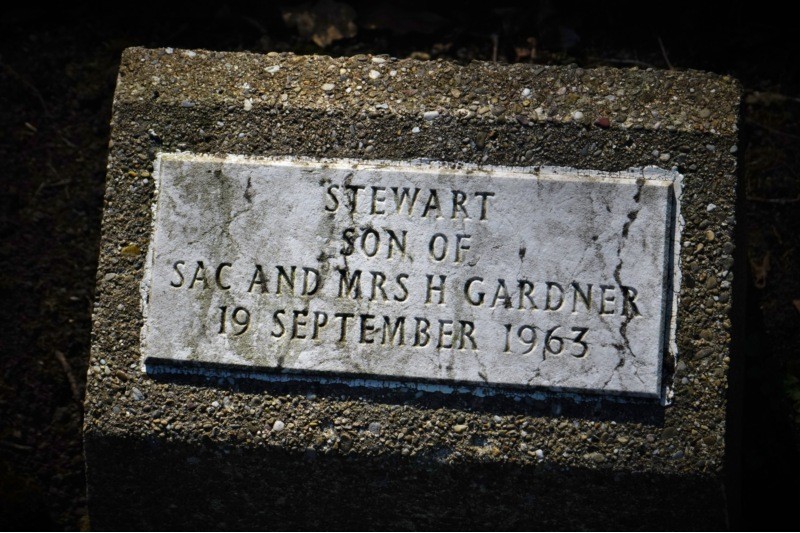 STEWART
SON OF
SAC AND MRS H GARDNER
19 SEPTEMBER 1963